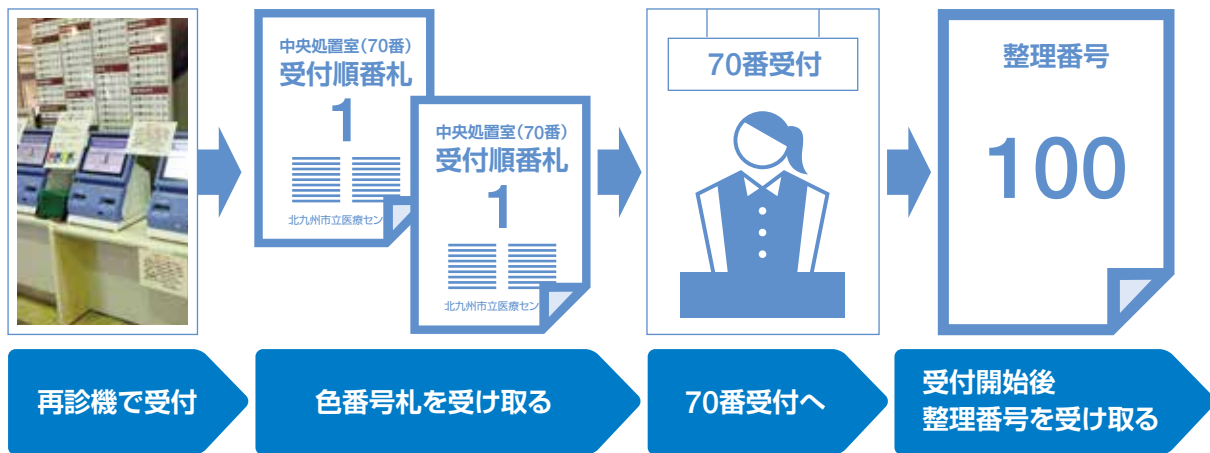 中央処置室(70番)
受付順番札
1
北九州市立医療セン
中央処置室(70番)
受付順番札
1
北九州市立医療セン
70番受付
整理番号
100
再診機で受付
色番号札を受け取る
70番受付へ
受付開始後
整理番号を受け取る